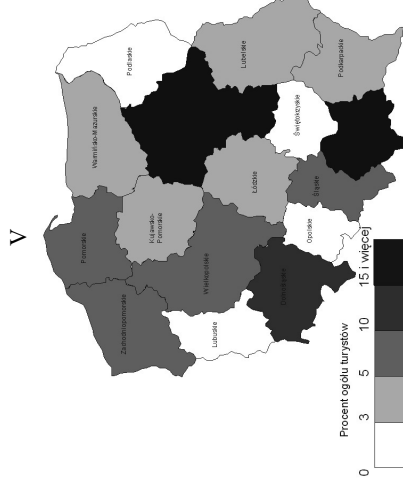 V
Pomorskie
Warmińsko-Mazurskie
Podlaskie
Zachodniopomorskie
Kujawsko-
Pomorskie
Wielkopolskie
Lubuskie
Łódzkie
Lubelskie
Dolnośląskie
Opolskie
Śląskie
Świętokrzyskie
Podkarpackie
Procent ogółu turystów
0 3 5 10 15 i więcej